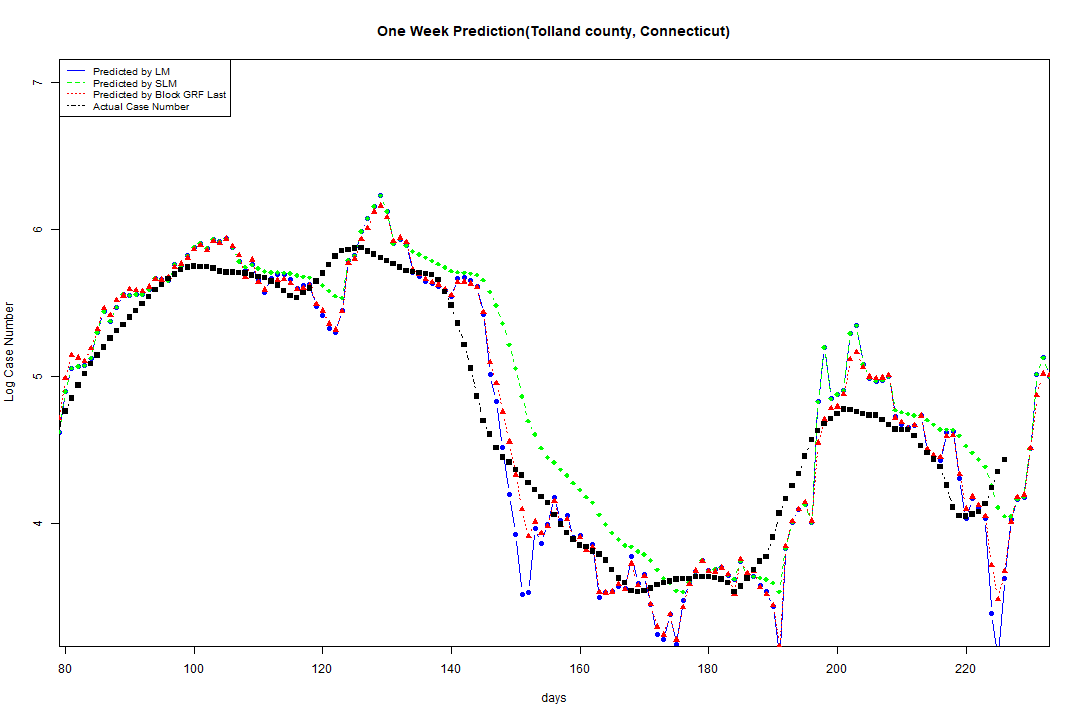 One Week Prediction(Tolland county, Connecticut)
Predicted by LM
Predicted by SLM
Predicted by Block GRF Last
Actual Case Number
7
6
5
4
Log Case Number
80 100 120 140 160 180 200 220
days